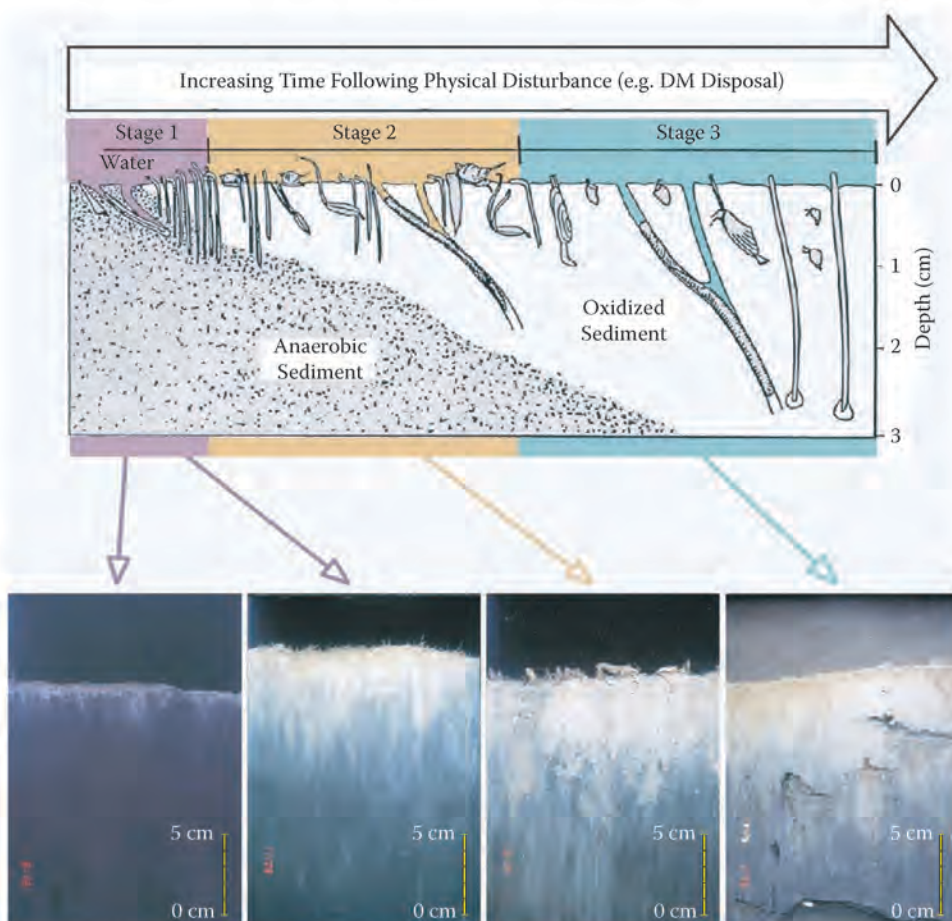 Increasing Time Following Physical Disturbance (e.g. DM Disposal)
Stage 1
Stage 2
Stage 3
Water
0
1
2
3
Depth (cm)
Oxidized
Sediment
Anaerobic
Sediment
5 cm
0 cm
5 cm
0 cm
5 cm
0 cm
5 cm
0 cm